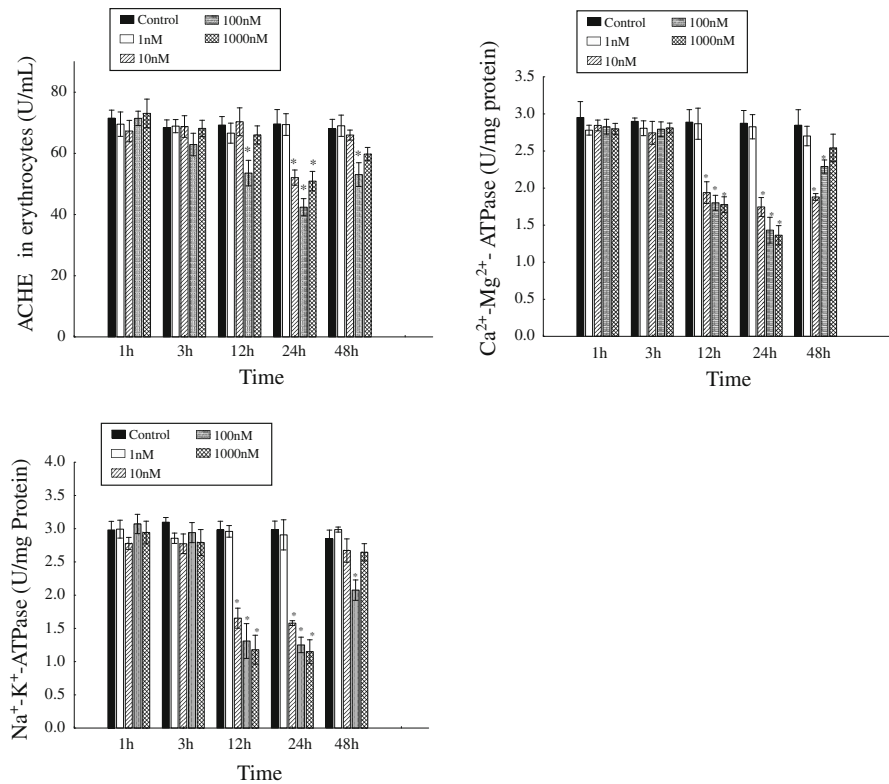 Control 100nM
1nM 1000nM
10nM
80
60
40
20
0
ACHE in erythrocytes (U/mL)
* * * * *
1h 3h 12h 24h 48h
Time
Control 100nM
1nM 1000nM
10nM
3.5
3.0
2.5
2.0
1.5
1.0
0.5
0.0
Ca²⁺-Mg²⁺- ATPase (U/mg protein)
* * * * * * * *
1h 3h 12h 24h 48h
Time
Control 100nM
1nM 1000nM
10nM
4.0
3.5
3.0
2.5
2.0
1.5
1.0
0.5
0.0
Na⁺-K⁺-ATPase (U/mg Protein)
* * * * * * *
1h 3h 12h 24h 48h
Time